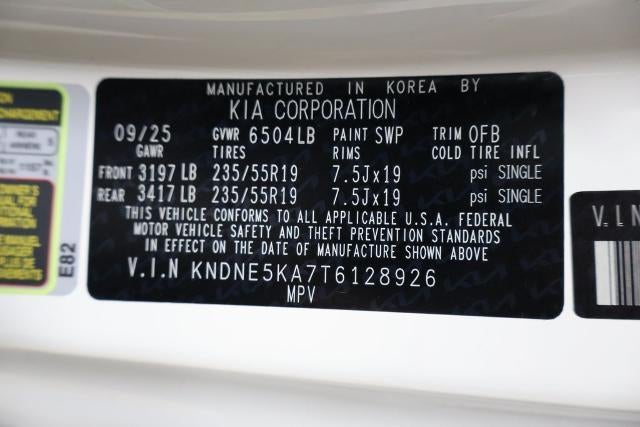 MANUFACTURED IN KOREA BY
KIA CORPORATION
09/25 GVWR 6504LB PAINT SWP TRIM OFB
GAWR TIRES RIMS COLD TIRE INFL
FRONT 3197 LB 235/55R19 7.5Jx19 psi SINGLE
REAR 3417 LB 235/55R19 7.5Jx19 psi SINGLE
THIS VEHICLE CONFORMS TO ALL APPLICABLE U.S.A. FEDERAL
MOTOR VEHICLE SAFETY AND THEFT PREVENTION STANDARDS
IN EFFECT ON THE DATE OF MANUFACTURE SHOWN ABOVE
V.I.N KNDNE5KA7T6128926
MPV
E82
V.I.N